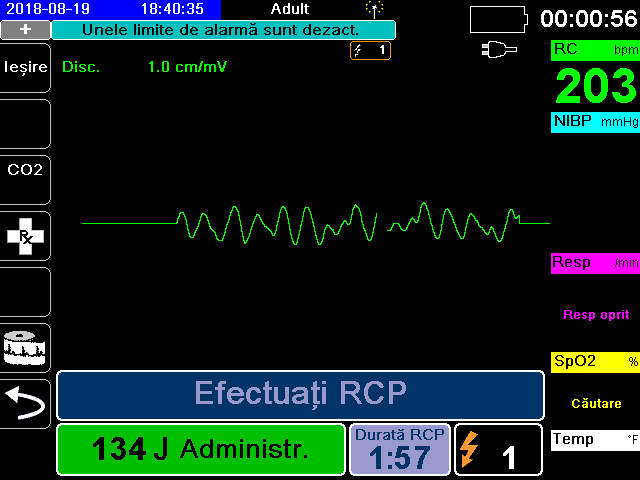 2018-08-19 18:40:35 Adult
00:00:56
+ Unele limite de alarmă sunt dezact.
1
Ieșire Disc. 1.0 cm/mV
RC bpm
203
NIBP mmHg
CO2
Rx
Resp /min
Resp oprit
SpO2 %
Efectuați RCP
Căutare
134 J Administr.
Durată RCP
1:57
1
Temp °F